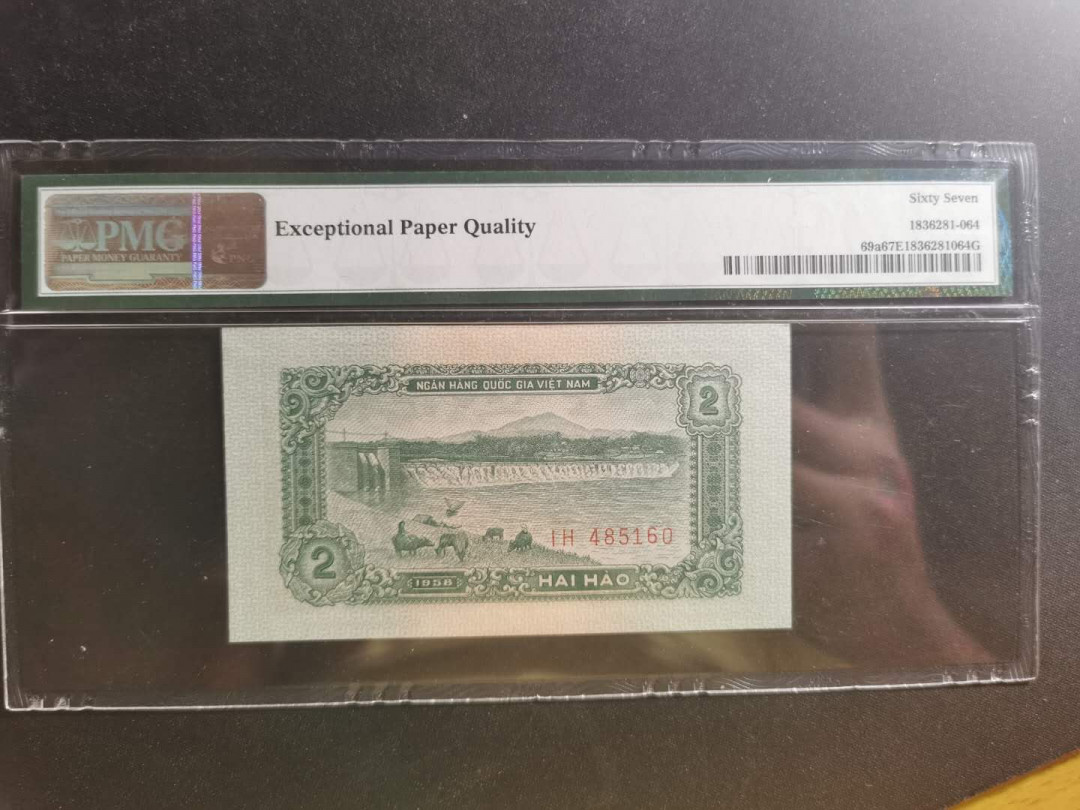 PMG
PAPER MONEY GUARANTY
Exceptional Paper Quality
Sixty Seven
1836281-064
69a67E1836281064G
NGÂN HÀNG QUỐC GIA VIỆT NAM
2
IH 485160
2
1958
HAI HÀO